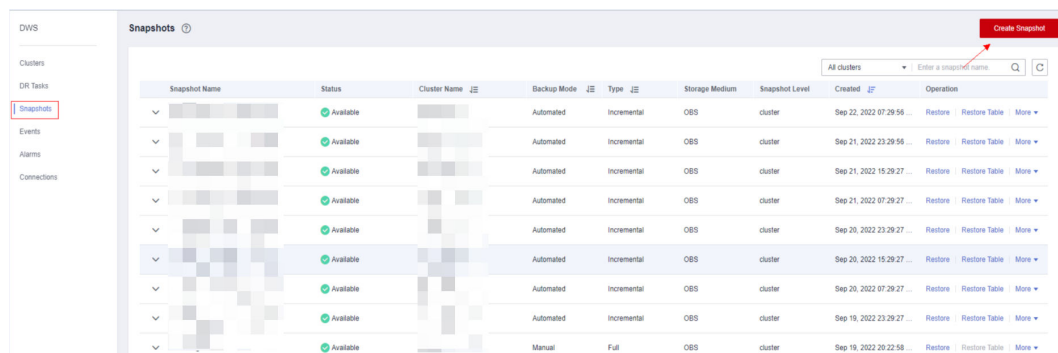 DWS
Snapshots
Create Snapshot
Clusters
DR Tasks
Snapshots
Events
Alarms
Connections
All clusters
Enter a snapshot name.
Snapshot Name Status Cluster Name Backup Mode Type Storage Medium Snapshot Level Created Operation
Available Automated Incremental OBS cluster Sep 22, 2022 07:29:56 ... Restore Restore Table More
Available Automated Incremental OBS cluster Sep 21, 2022 23:29:56 ... Restore Restore Table More
Available Automated Incremental OBS cluster Sep 21, 2022 15:29:27 ... Restore Restore Table More
Available Automated Incremental OBS cluster Sep 21, 2022 07:29:27 ... Restore Restore Table More
Available Automated Incremental OBS cluster Sep 20, 2022 23:29:27 ... Restore Restore Table More
Available Automated Incremental OBS cluster Sep 20, 2022 15:29:27 ... Restore Restore Table More
Available Automated Incremental OBS cluster Sep 20, 2022 07:29:27 ... Restore Restore Table More
Available Automated Incremental OBS cluster Sep 19, 2022 23:29:27 ... Restore Restore Table More
Available Manual Full OBS cluster Sep 19, 2022 20:22:58 ... Restore Restore Table More